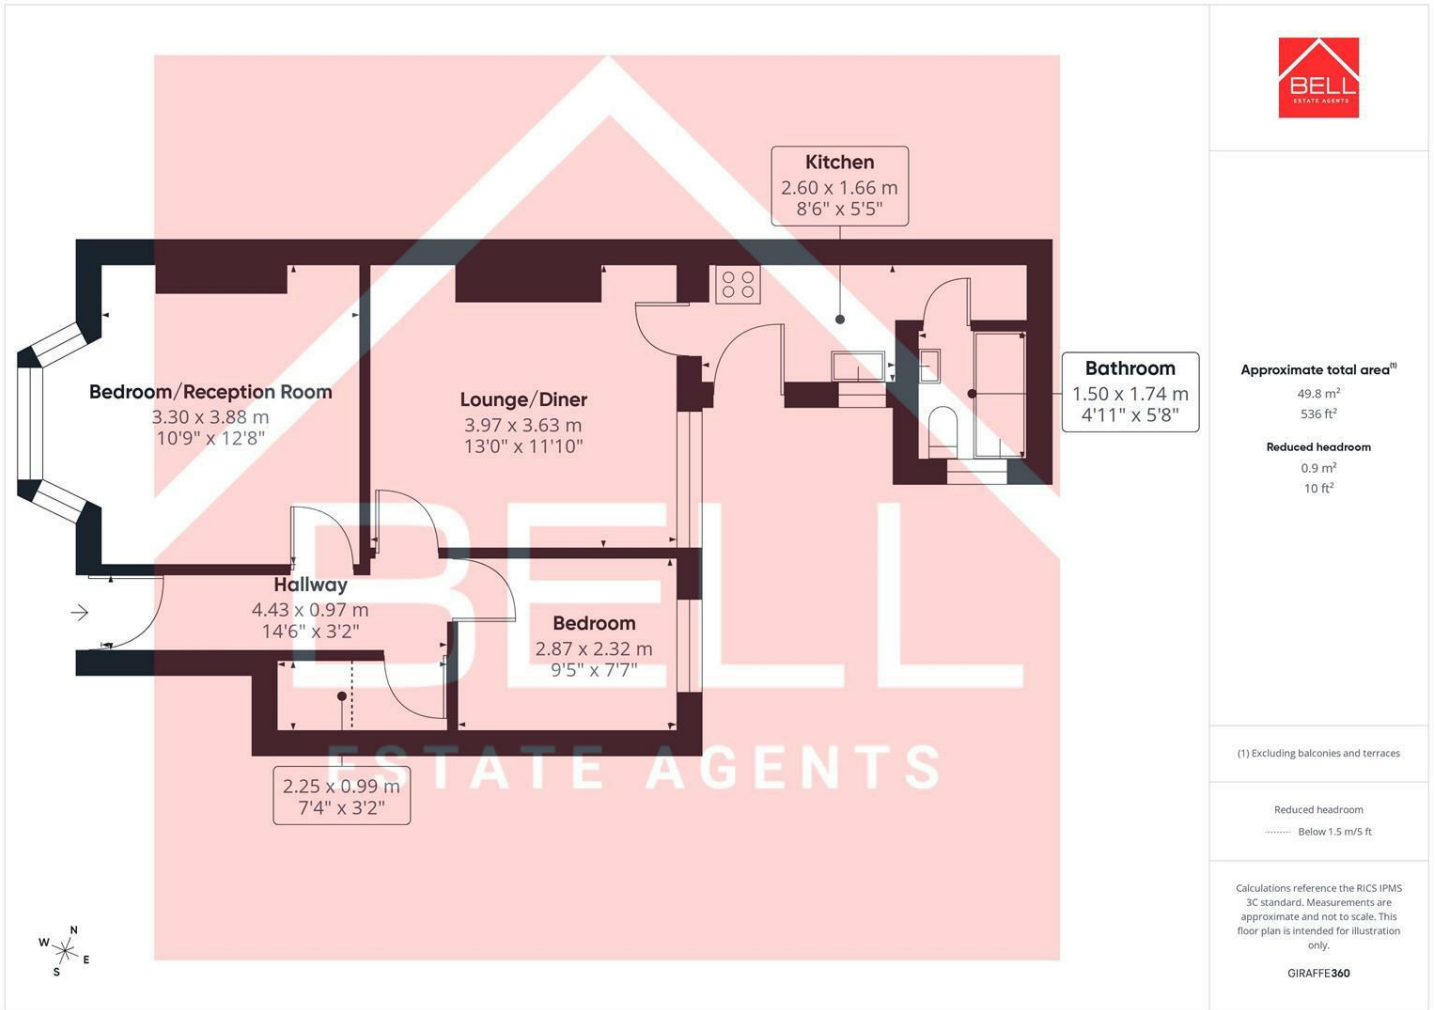 Kitchen
2.60 x 1.66 m
8'6" x 5'5"
Bedroom/Reception Room
3.30 x 3.88 m
10'9" x 12'8"
Lounge/Diner
3.97 x 3.63 m
13'0" x 11'10"
Bathroom
1.50 x 1.74 m
4'11" x 5'8"
Hallway
4.43 x 0.97 m
14'6" x 3'2"
Bedroom
2.87 x 2.32 m
9'5" x 7'7"
2.25 x 0.99 m
7'4" x 3'2"
BELL
ESTATE AGENTS
N
W
E
S
BELL
ESTATE AGENTS
Approximate total area(1)
49.8 m²
536 ft²
Reduced headroom
0.9 m²
10 ft²
(1) Excluding balconies and terraces
Reduced headroom
Below 1.5 m/5 ft
Calculations reference the RICS IPMS
3C standard. Measurements are
approximate and not to scale. This
floor plan is intended for illustration
only.
GIRAFFE360